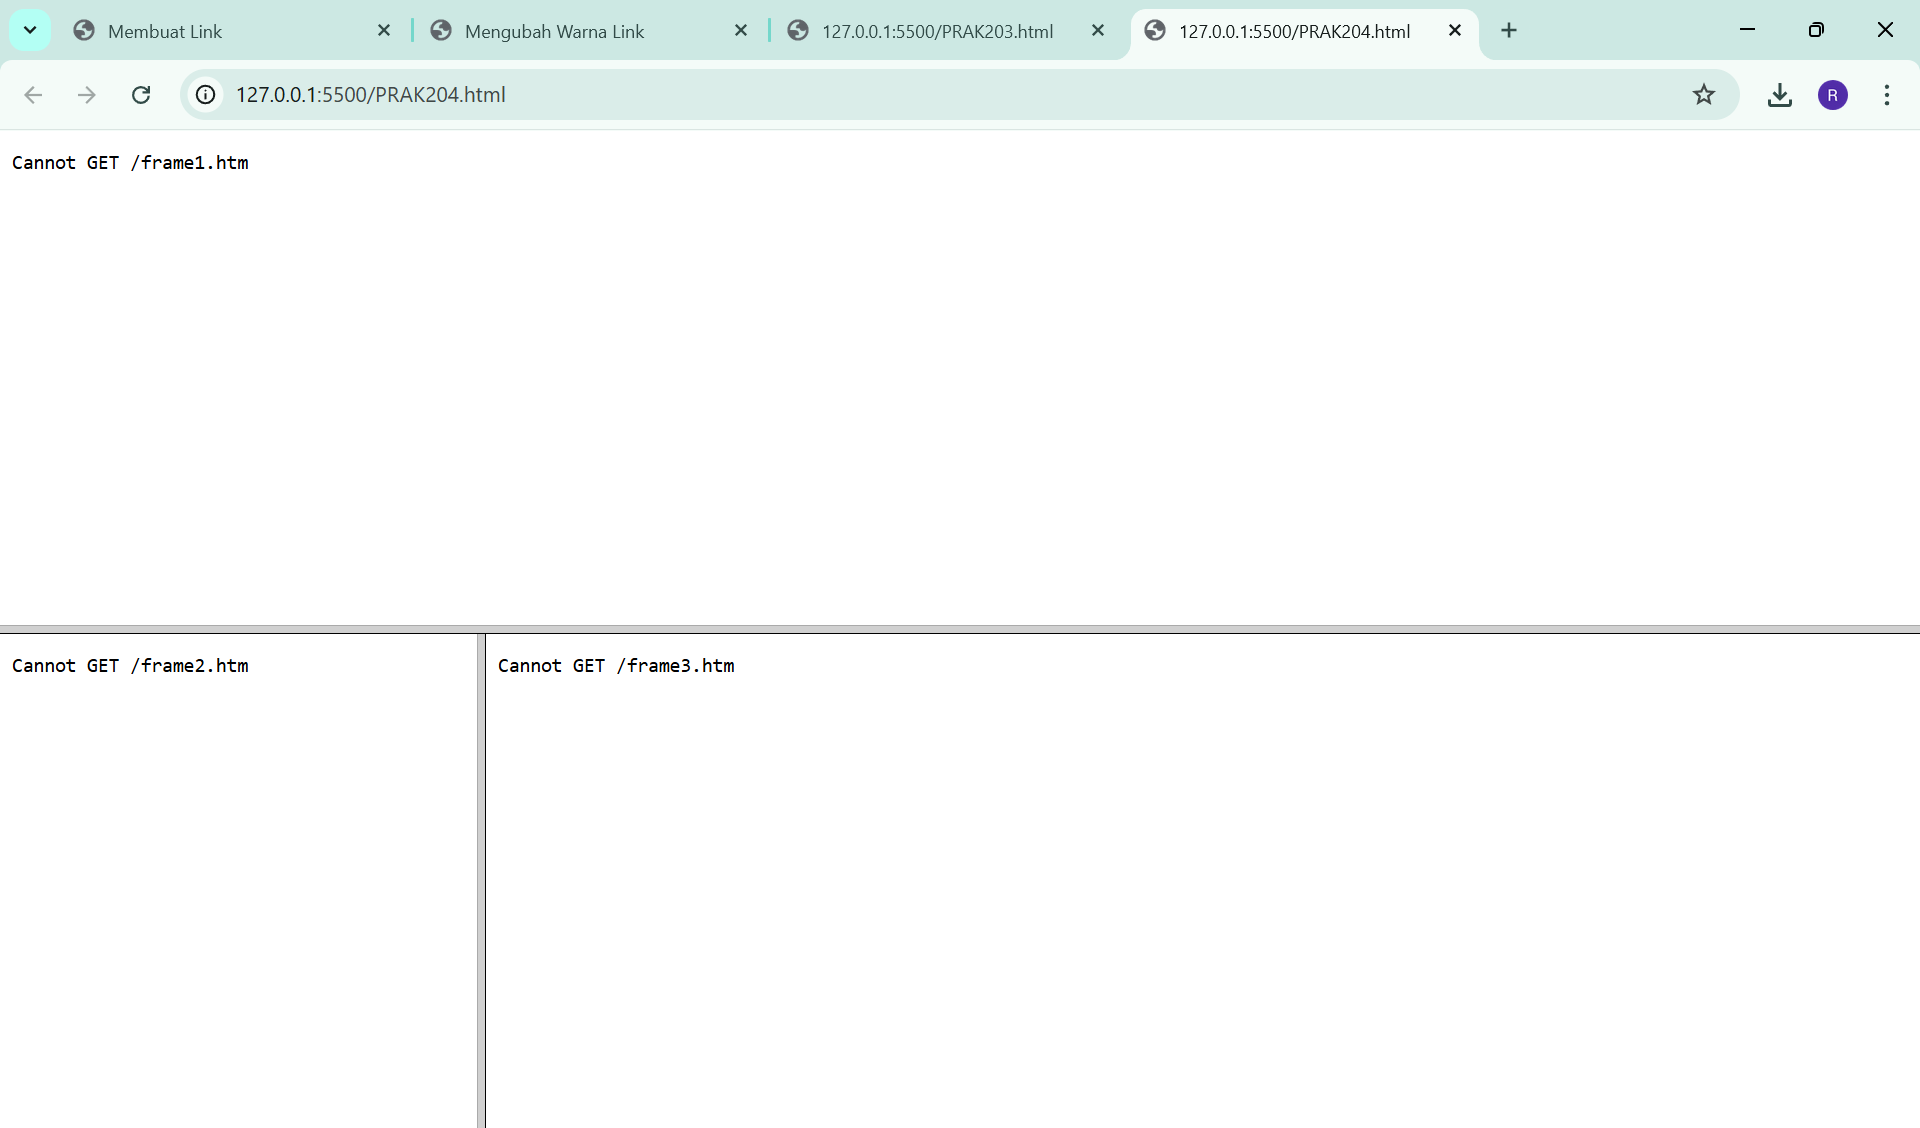 Membuat Link
Mengubah Warna Link
127.0.0.1:5500/PRAK203.html
127.0.0.1:5500/PRAK204.html
127.0.0.1:5500/PRAK204.html
R
Cannot GET /frame1.htm
Cannot GET /frame2.htm
Cannot GET /frame3.htm